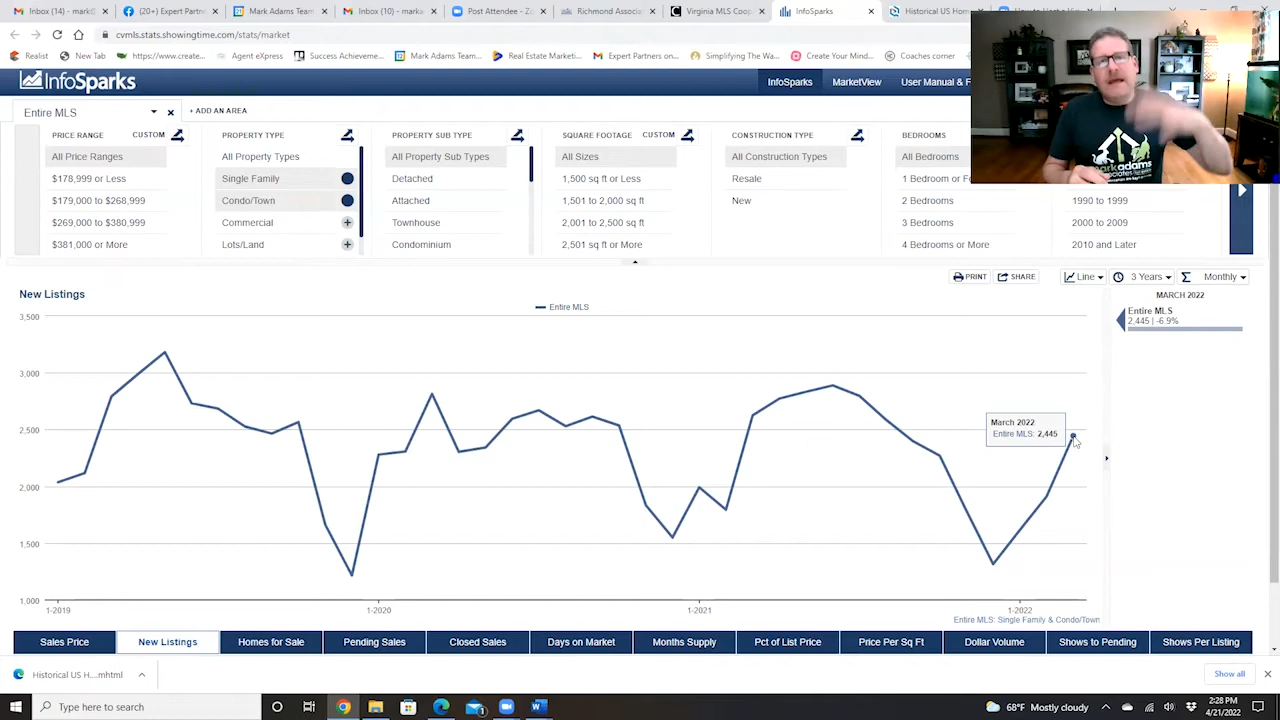 Inbox (14) - mark@
(20+) Expert Partner
Mark Adams Team
Inbox (10) - mark@
Post Attendee - Z
Richmond Associ
Virginia MLS Coop
InfoSparks
Historical US Ho
cvmls.stats.showingtime.com/stats/market
Realist
New Tab
https://www.create...
Agent eXpress
Success Achieveme...
Mark Adams Team...
Real Estate Market...
Expert Partners on...
Simplifying The Wa...
Create Your Mind...
Coaches corner
InfoSparks
InfoSparks
MarketView
User Manual & F
Entire MLS
+ ADD AN AREA
PRICE RANGE
CUSTOM
PROPERTY TYPE
PROPERTY SUB TYPE
SQUARE FOOTAGE
CUSTOM
CONSTRUCTION TYPE
BEDROOMS
All Price Ranges
All Property Types
All Property Sub Types
All Sizes
All Construction Types
All Bedrooms
$178,999 or Less
Single Family
Detached
1,500 sq ft or Less
Resale
1 Bedroom or Fe
$179,000 to $268,999
Condo/Town
Attached
1,501 to 2,000 sq ft
New
2 Bedrooms
1990 to 1999
$269,000 to $380,999
Commercial
Townhouse
2,001 to 2,500 sq ft
3 Bedrooms
2000 to 2009
$381,000 or More
Lots/Land
Condominium
2,501 sq ft or More
4 Bedrooms or More
2010 and Later
mark adams
PRINT
SHARE
Line
3 Years
Monthly
New Listings
MARCH 2022
Entire MLS
Entire MLS
2,445 | -6.9%
3,500
3,000
2,500
2,000
1,500
1,000
March 2022
Entire MLS: 2,445
1-2019
1-2020
1-2021
1-2022
Entire MLS: Single Family & Condo/Town
Sales Price
New Listings
Homes for Sale
Pending Sales
Closed Sales
Days on Market
Months Supply
Pct of List Price
Price Per Sq Ft
Dollar Volume
Shows to Pending
Shows Per Listing
Historical US H....mhtml
Show all
Type here to search
68°F Mostly cloudy
2:28 PM
4/21/2022